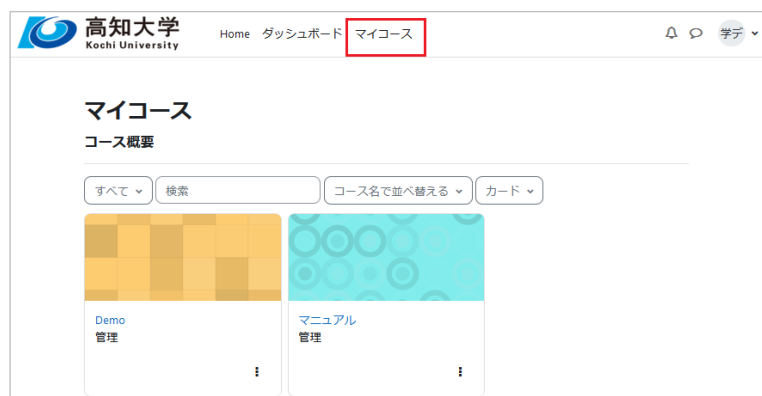 高知大学
Kochi University
Home ダッシュボード マイコース
学デ
マイコース
コース概要
すべて 検索 コース名で並べ替える カード
Demo
管理
マニュアル
管理